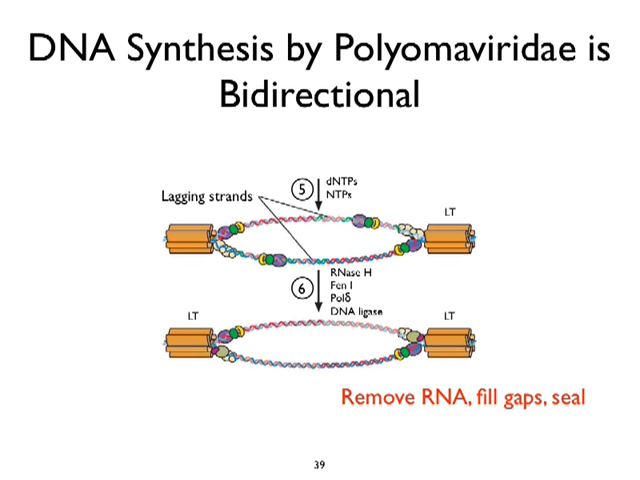 DNA Synthesis by Polyomaviridae is
Bidirectional
5
dNTPs
NTPs
Lagging strands
LT
6
RNase H
Fen 1
Polδ
DNA ligase
LT
LT
Remove RNA, fill gaps, seal
39